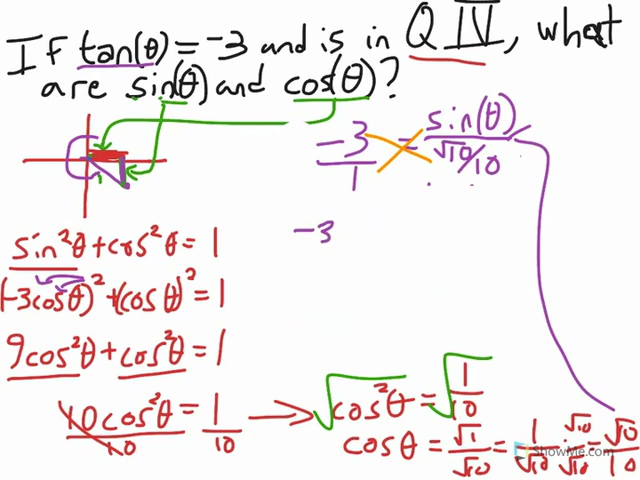 If tan(θ) = -3 and is in Q IV, what
are sin(θ) and cos(θ)?
-3/1 = sin(θ)/(√10/10)
-3
sin²θ + cos²θ = 1
(-3cosθ)² + (cosθ)² = 1
9cos²θ + cos²θ = 1
10cos²θ/10 = 1/10 → √cos²θ = √1/10
cosθ = √1/√10 = 1/√10 · √10/√10 = √10/10
ShowMe.com